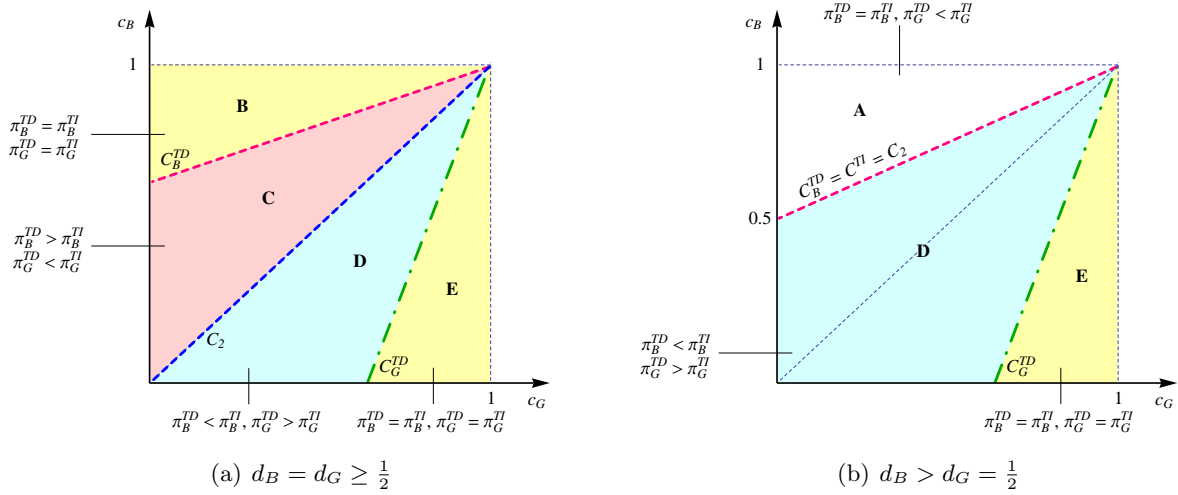 c_B
1
B
π_B^{TD} = π_B^{TI}
π_G^{TD} = π_G^{TI}
C_B^{TD}
C
π_B^{TD} > π_B^{TI}
π_G^{TD} < π_G^{TI}
D
E
C_2
1
c_G
π_B^{TD} < π_B^{TI}, π_G^{TD} > π_G^{TI}
C_G^{TD}
π_B^{TD} = π_B^{TI}, π_G^{TD} = π_G^{TI}
(a) d_B = d_G ≥ 1/2
c_B
π_B^{TD} = π_B^{TI}, π_G^{TD} < π_G^{TI}
1
A
C_B^{TD} = C^{TI} = C_2
0.5
D
E
π_B^{TD} < π_B^{TI}
π_G^{TD} > π_G^{TI}
C_G^{TD}
1
c_G
π_B^{TD} = π_B^{TI}, π_G^{TD} = π_G^{TI}
(b) d_B > d_G = 1/2